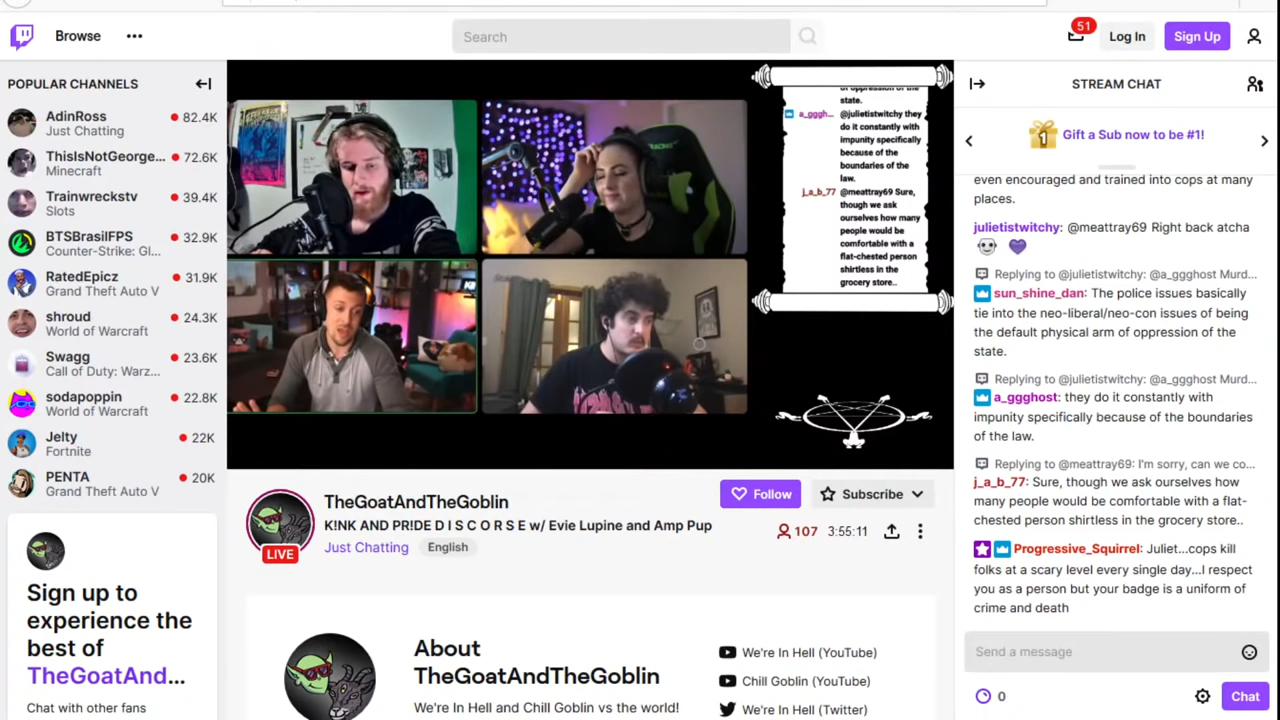 Browse
Search
51
Log In
Sign Up
POPULAR CHANNELS
AdinRoss
Just Chatting
82.4K
ThisIsNotGeorge...
Minecraft
72.6K
Trainwreckstv
Slots
39.4K
BTSBrasilFPS
Counter-Strike: Gl...
32.9K
RatedEpicz
Grand Theft Auto V
31.9K
shroud
World of Warcraft
24.3K
Swagg
Call of Duty: Warz...
23.6K
sodapoppin
World of Warcraft
22.8K
Jelty
Fortnite
22K
PENTA
Grand Theft Auto V
20K
Sign up to
experience the
best of
TheGoatAnd...
Chat with other fans
of oppression of the
state.
a_gggh... @julietistwitchy they
do it constantly with
impunity specifically
because of the
boundaries of the
law.
j_a_b_77 @meattray69 Sure,
though we ask
ourselves how many
people would be
comfortable with a
flat-chested person
shirtless in the
grocery store..
LIVE
TheGoatAndTheGoblin
K!NK AND PR!DE D I S C O R S E w/ Evie Lupine and Amp Pup
Just Chatting
English
Follow
Subscribe
107
3:55:11
About
TheGoatAndTheGoblin
We're In Hell and Chill Goblin vs the world!
We're In Hell (YouTube)
Chill Goblin (YouTube)
We're In Hell (Twitter)
STREAM CHAT
1
Gift a Sub now to be #1!
even encouraged and trained into cops at many
places.
julietistwitchy: @meattray69 Right back atcha
Replying to @julietistwitchy: @a_ggghost Murd...
sun_shine_dan: The police issues basically
tie into the neo-liberal/neo-con issues of being
the default physical arm of oppression of the
state.
Replying to @julietistwitchy: @a_ggghost Murd...
a_ggghost: they do it constantly with
impunity specifically because of the boundaries
of the law.
Replying to @meattray69: I'm sorry, can we co...
j_a_b_77: Sure, though we ask ourselves how
many people would be comfortable with a flat-
chested person shirtless in the grocery store..
Progressive_Squirrel: Juliet...cops kill
folks at a scary level every single day...I respect
you as a person but your badge is a uniform of
crime and death
Send a message
0
Chat